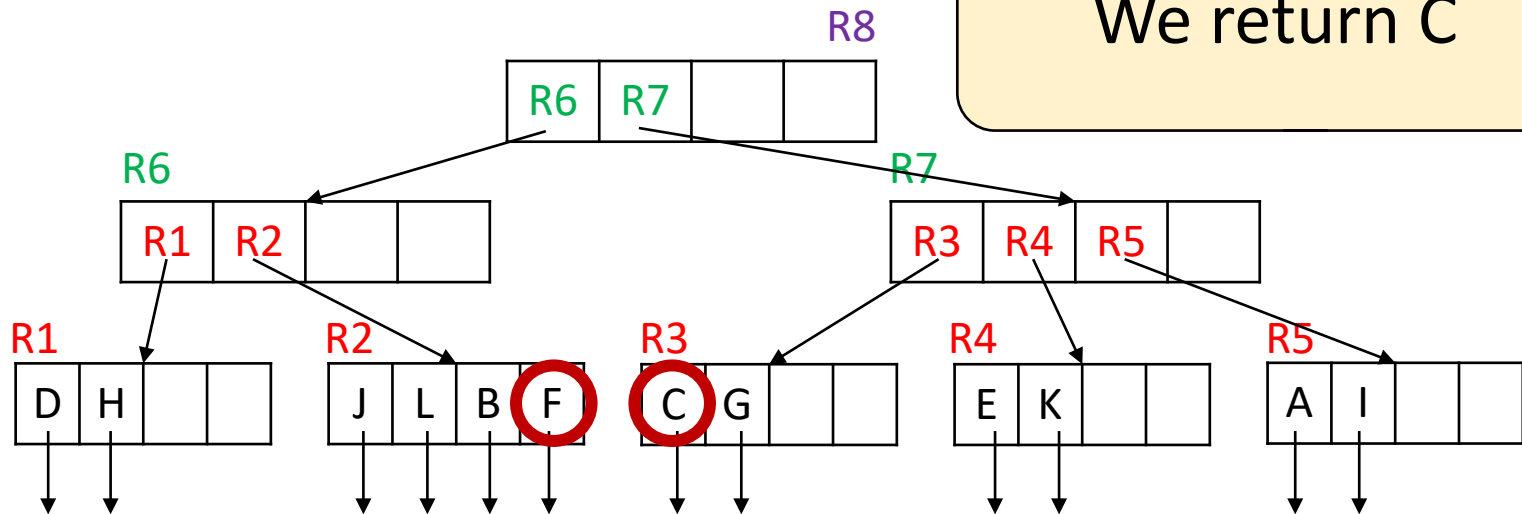 We return C
R8
R6 R7
R6 R7
R1 R2 R3 R4 R5
R1 R2 R3 R4 R5
D H J L B F C G E K A I